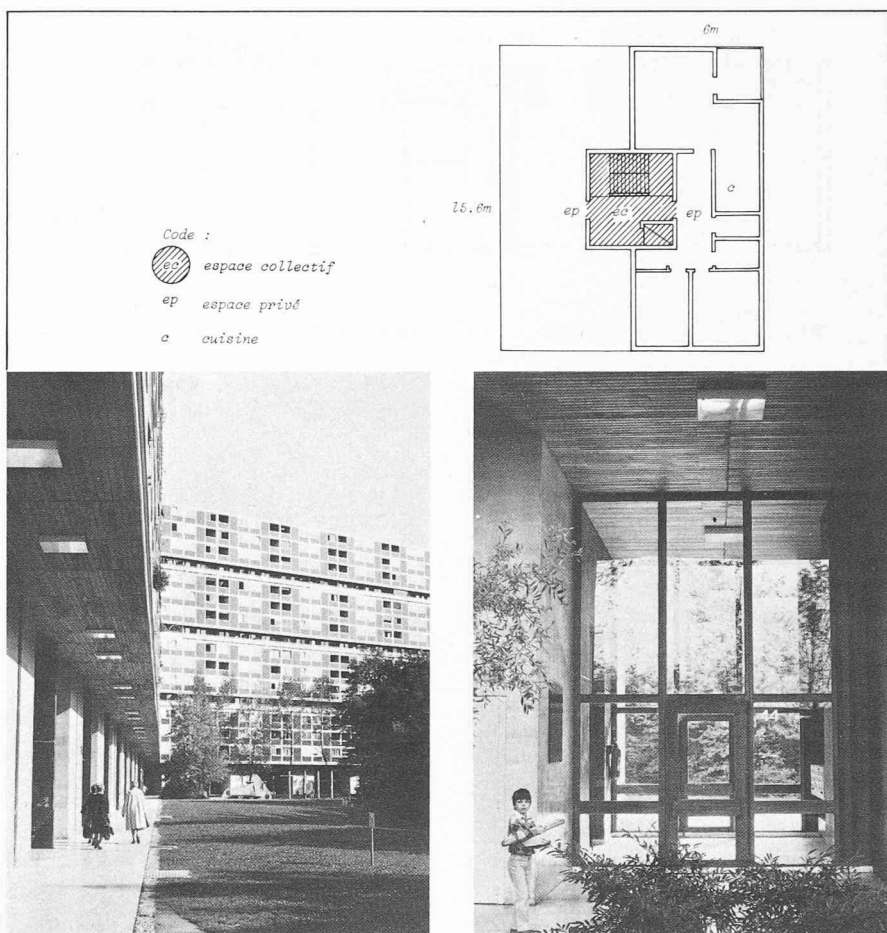 6m
15.6m
ep
ec
ep
c
Code :
ec espace collectif
ep espace privé
c cuisine